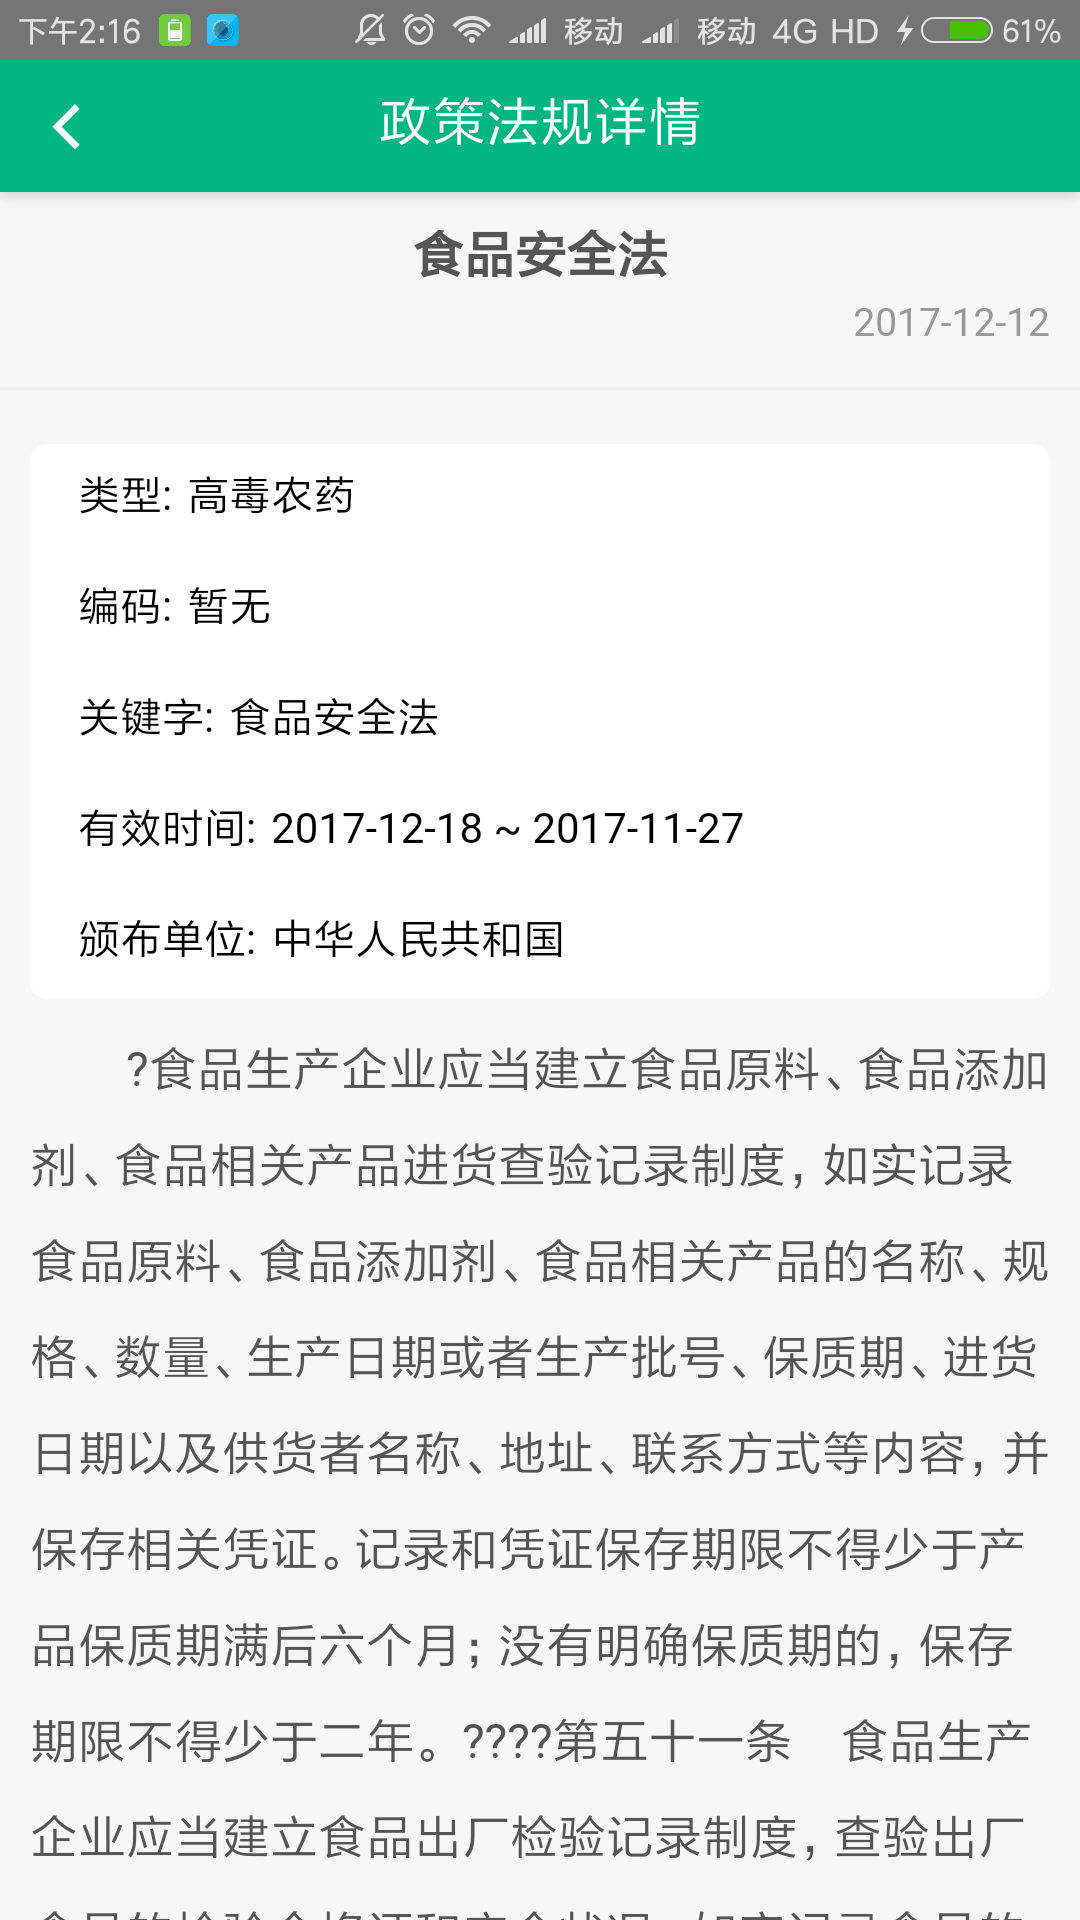 下午2:16 移动 移动 4G HD 61%
政策法规详情
食品安全法
2017-12-12
类型: 高毒农药
编码: 暂无
关键字: 食品安全法
有效时间: 2017-12-18 ~ 2017-11-27
颁布单位: 中华人民共和国
?食品生产企业应当建立食品原料、食品添加
剂、食品相关产品进货查验记录制度，如实记录
食品原料、食品添加剂、食品相关产品的名称、规
格、数量、生产日期或者生产批号、保质期、进货
日期以及供货者名称、地址、联系方式等内容，并
保存相关凭证。记录和凭证保存期限不得少于产
品保质期满后六个月；没有明确保质期的，保存
期限不得少于二年。????第五十一条　食品生产
企业应当建立食品出厂检验记录制度，查验出厂